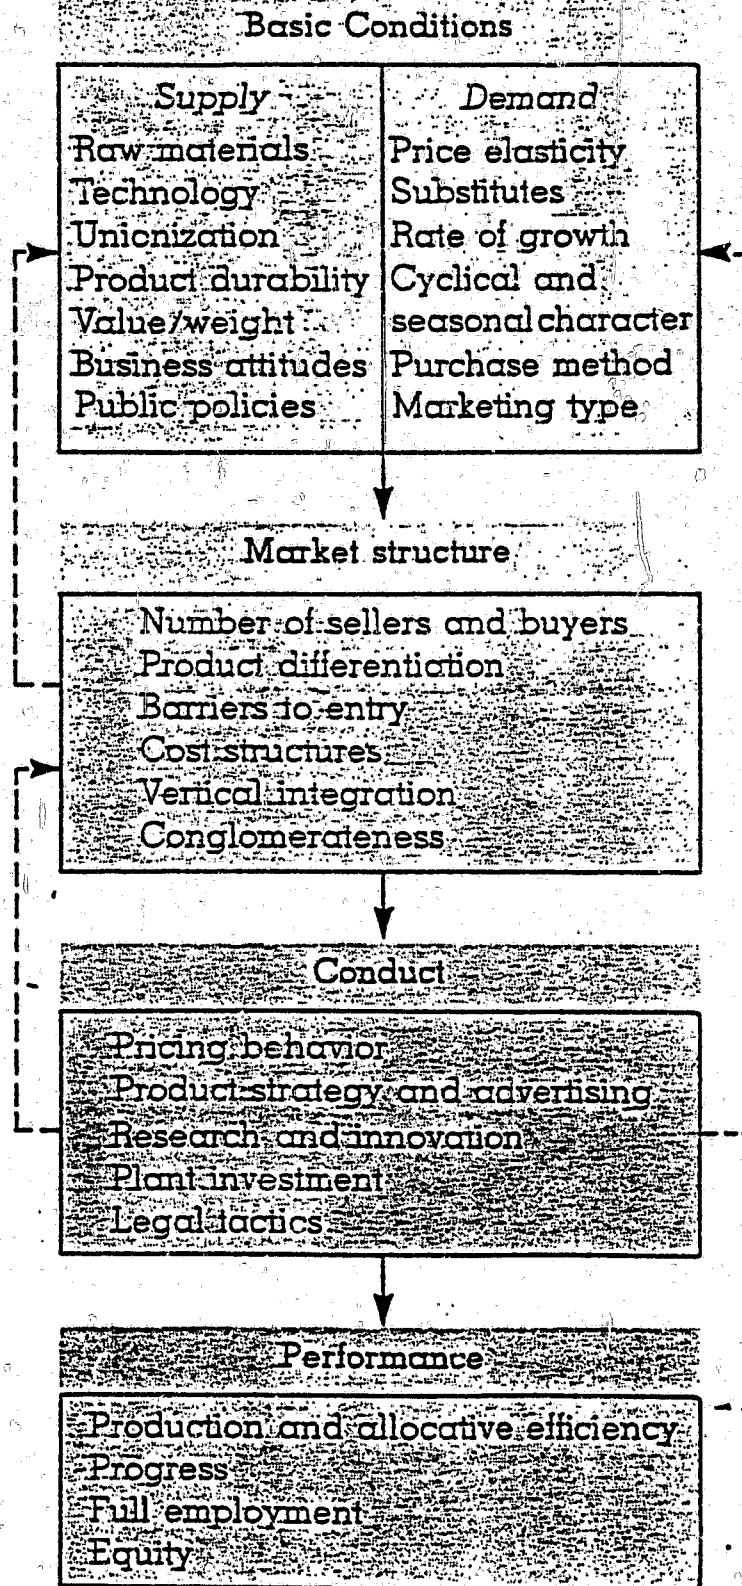 Basic Conditions
Supply
Raw materials
Technology
Unionization
Product durability
Value/weight
Business attitudes
Public policies
Demand
Price elasticity
Substitutes
Rate of growth
Cyclical and
seasonal character
Purchase method
Marketing type
Market structure
Number of sellers and buyers
Product differentiation
Barriers to entry
Cost structures
Vertical integration
Conglomerateness
Conduct
Pricing behavior
Product strategy and advertising
Research and innovation
Plant investment
Legal tactics
Performance
Production and allocative efficiency
Progress
Full employment
Equity